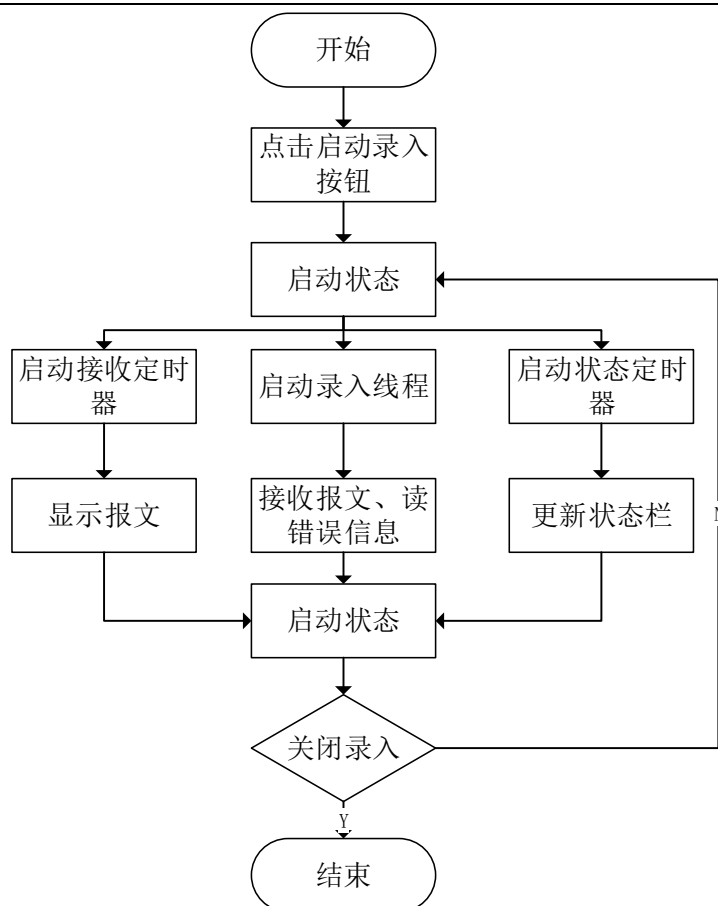 开始
点击启动录入
按钮
启动状态
启动接收定时
器
启动录入线程
启动状态定时
器
显示报文
接收报文、读
错误信息
更新状态栏
启动状态
关闭录入
Y
结束